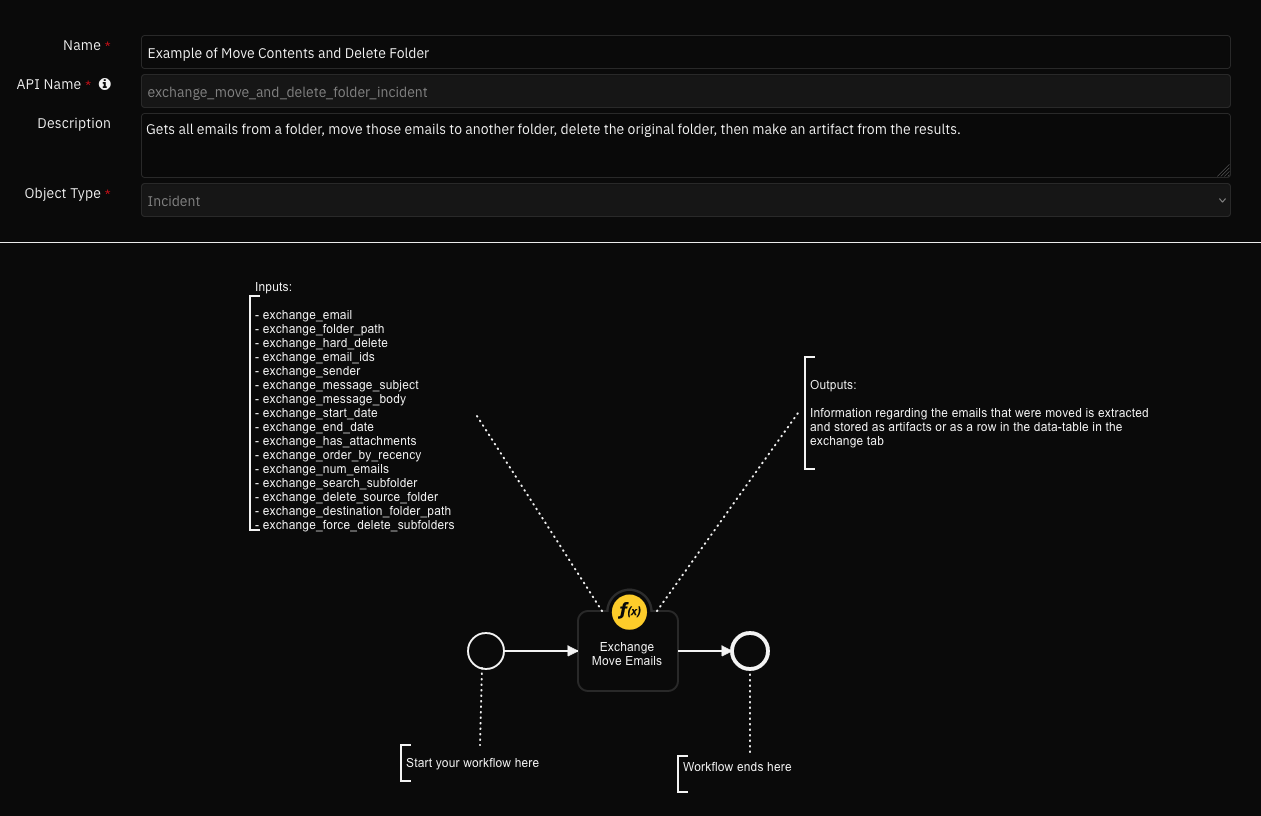 Name *
Example of Move Contents and Delete Folder
API Name *
exchange_move_and_delete_folder_incident
Description
Gets all emails from a folder, move those emails to another folder, delete the original folder, then make an artifact from the results.
Object Type *
Incident
Inputs:
- exchange_email
- exchange_folder_path
- exchange_hard_delete
- exchange_email_ids
- exchange_sender
- exchange_message_subject
- exchange_message_body
- exchange_start_date
- exchange_end_date
- exchange_has_attachments
- exchange_order_by_recency
- exchange_num_emails
- exchange_search_subfolder
- exchange_delete_source_folder
- exchange_destination_folder_path
- exchange_force_delete_subfolders
Outputs:
Information regarding the emails that were moved is extracted
and stored as artifacts or as a row in the data-table in the
exchange tab
f(x)
Exchange
Move Emails
Start your workflow here
Workflow ends here